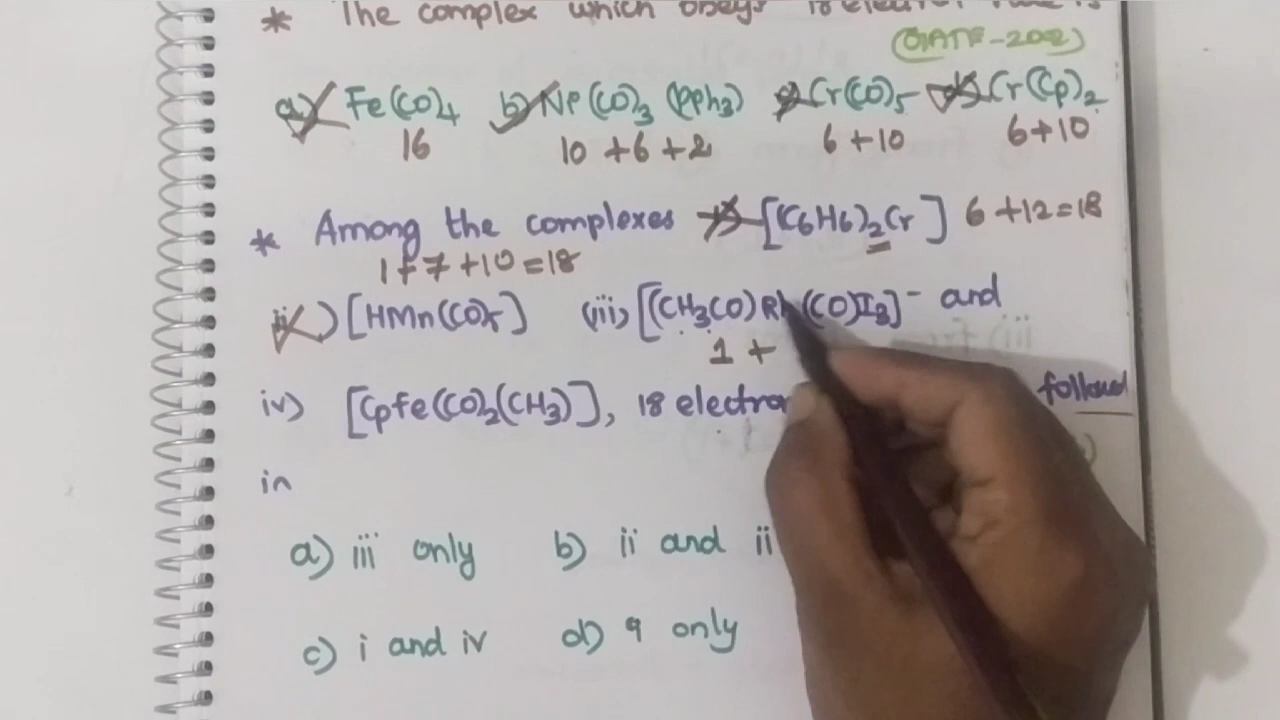 * The complex which obeys 18 electron rule is
(GATE-202)
a) Fe(CO)4 b) Np(CO)3 (pph3) c) Cr(CO)5 d) Cr(Cp)2
16 10 +6 +2 6 +10 6+10
* Among the complexes i) [(C6H6)2Cr] 6 +12=18
1+7+10=18
ii) [HMn(CO)5] (iii) [(CH3CO)Rh(CO)I3]- and
1 +
iv) [CpFe(CO)2(CH3)], 18 electron followed
in
a) iii only b) ii and ii
c) i and iv d) 9 only